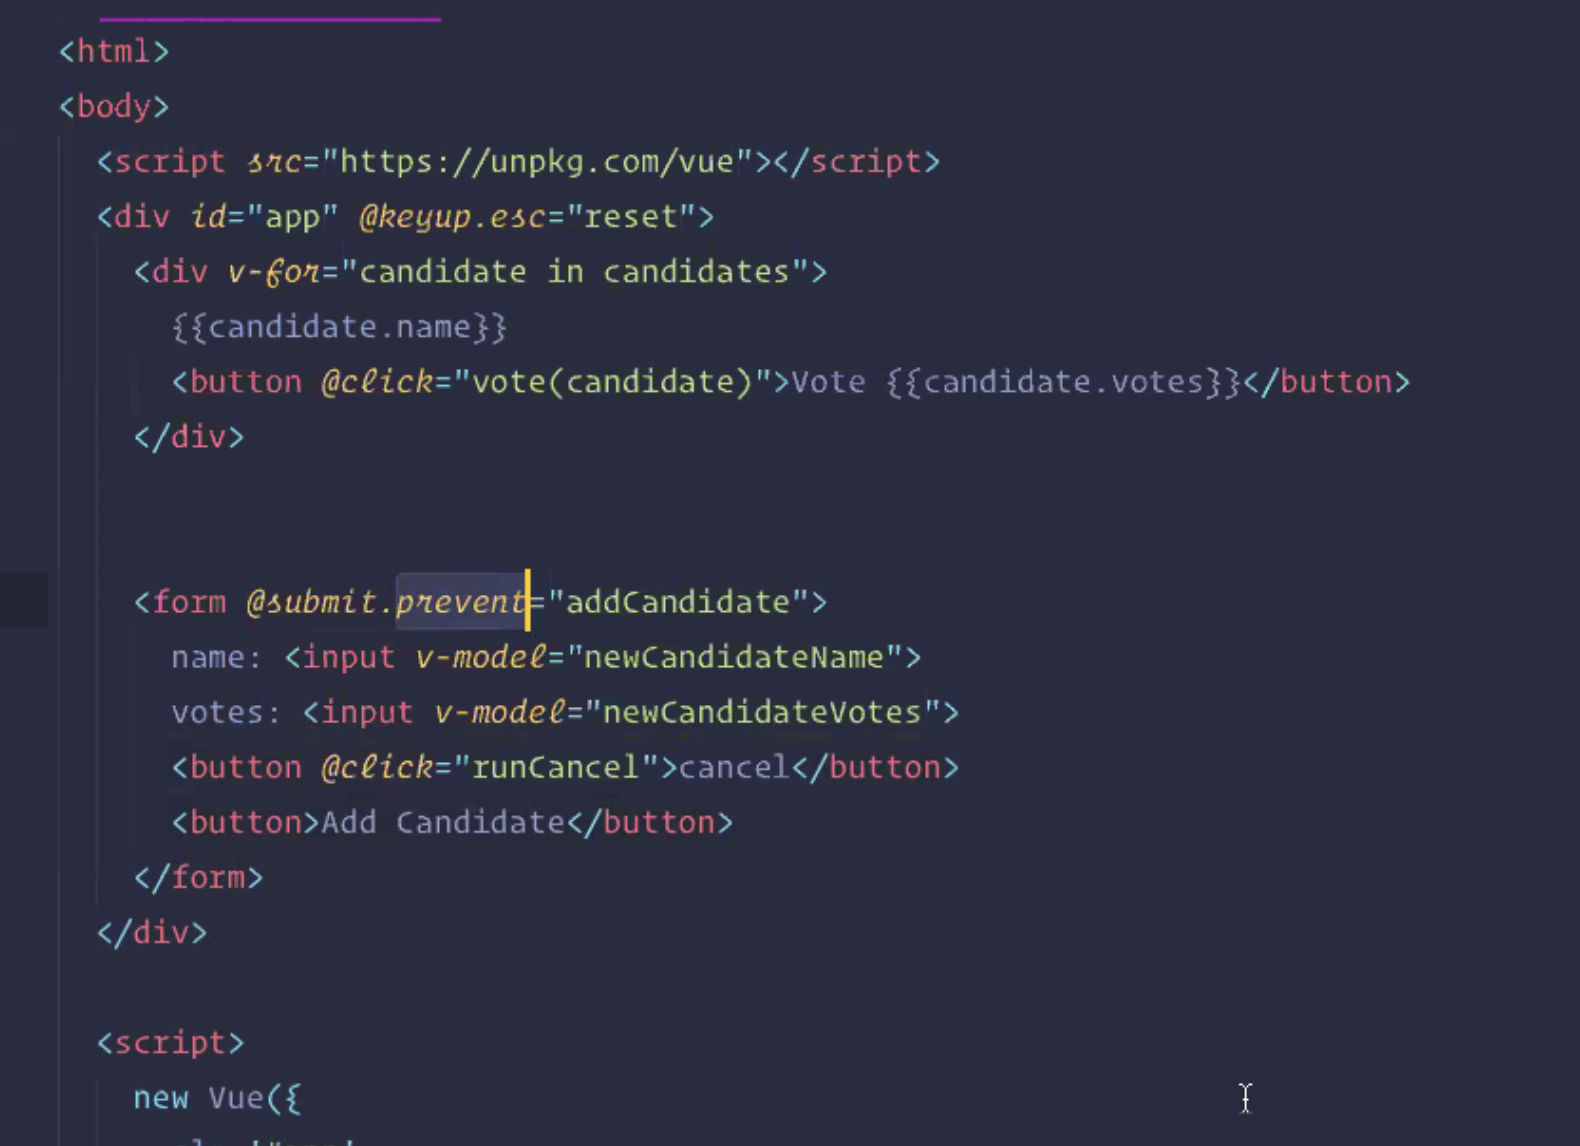 <html>
<body>
<script src="https://unpkg.com/vue"></script>
<div id="app" @keyup.esc="reset">
<div v-for="candidate in candidates">
{{candidate.name}}
<button @click="vote(candidate)">Vote {{candidate.votes}}</button>
</div>
<form @submit.prevent="addCandidate">
name: <input v-model="newCandidateName">
votes: <input v-model="newCandidateVotes">
<button @click="runCancel">cancel</button>
<button>Add Candidate</button>
</form>
</div>
<script>
new Vue({